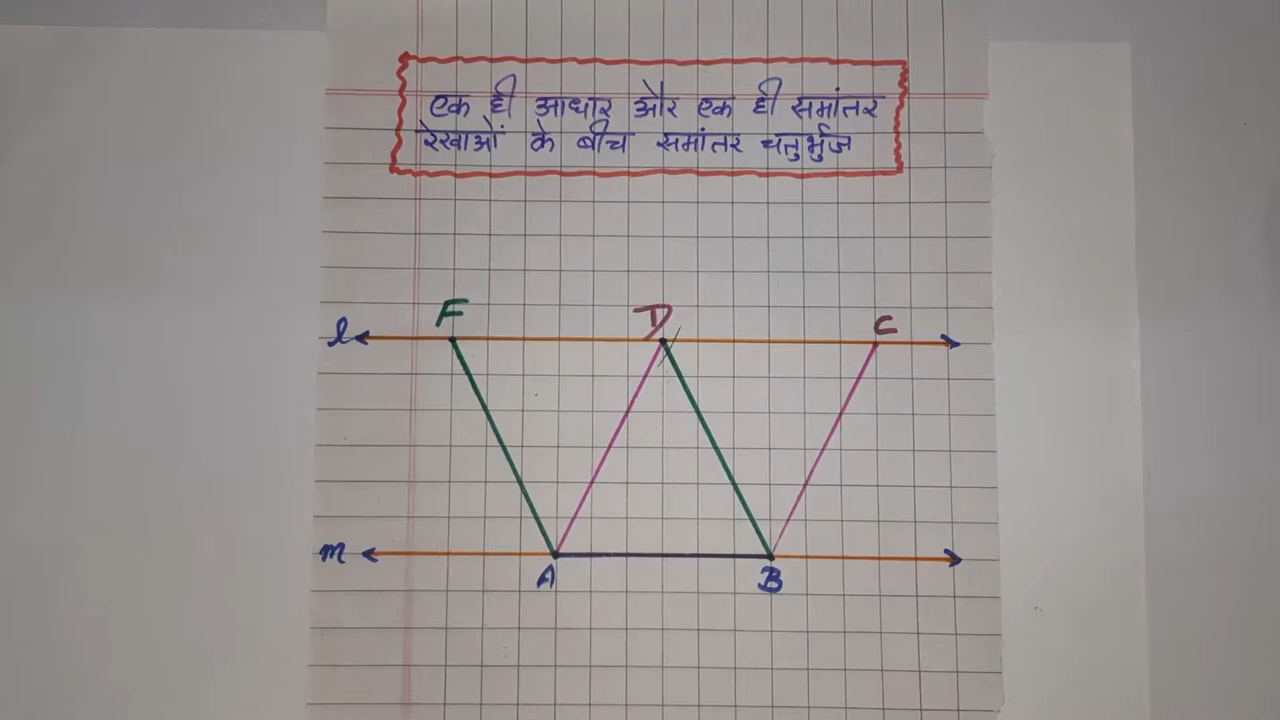 एक ही आधार और एक ही समांतर
रेखाओं के बीच समांतर चतुर्भुज
F D C
l
m
A B